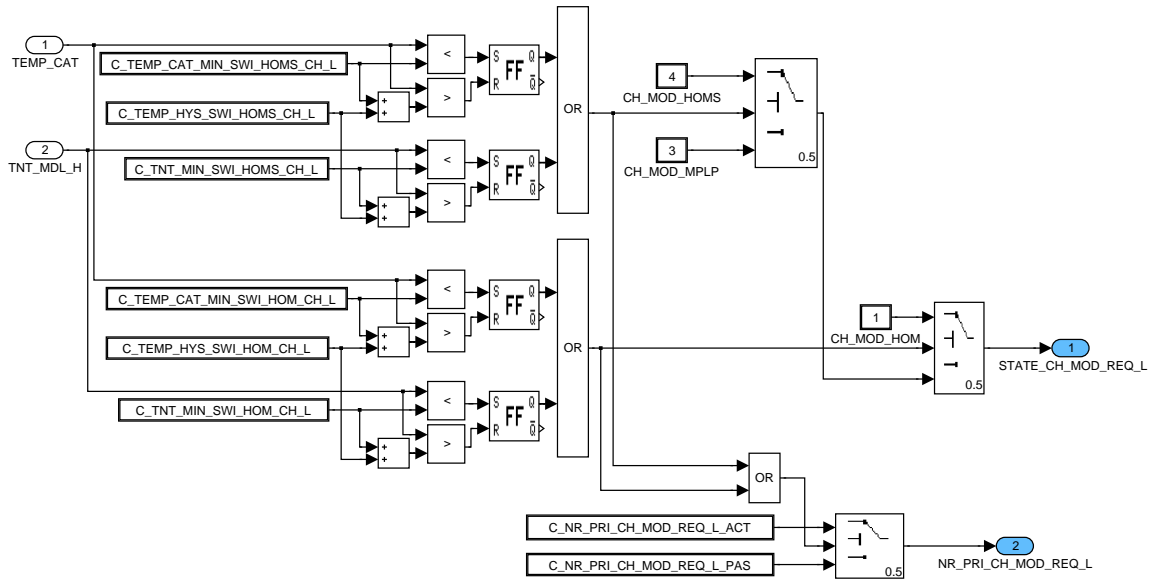 1
TEMP_CAT
C_TEMP_CAT_MIN_SWI_HOMS_CH_L
<
S Q
FF
R Q̅
+
+
>
C_TEMP_HYS_SWI_HOMS_CH_L
OR
4
CH_MOD_HOMS
2
TNT_MDL_H
C_TNT_MIN_SWI_HOMS_CH_L
<
S Q
FF
R Q̅
+
+
>
3
CH_MOD_MPLP
0.5
C_TEMP_CAT_MIN_SWI_HOM_CH_L
<
S Q
FF
R Q̅
+
+
>
C_TEMP_HYS_SWI_HOM_CH_L
OR
1
CH_MOD_HOM
0.5
1
STATE_CH_MOD_REQ_L
C_TNT_MIN_SWI_HOM_CH_L
<
S Q
FF
R Q̅
+
+
>
OR
C_NR_PRI_CH_MOD_REQ_L_ACT
C_NR_PRI_CH_MOD_REQ_L_PAS
0.5
2
NR_PRI_CH_MOD_REQ_L